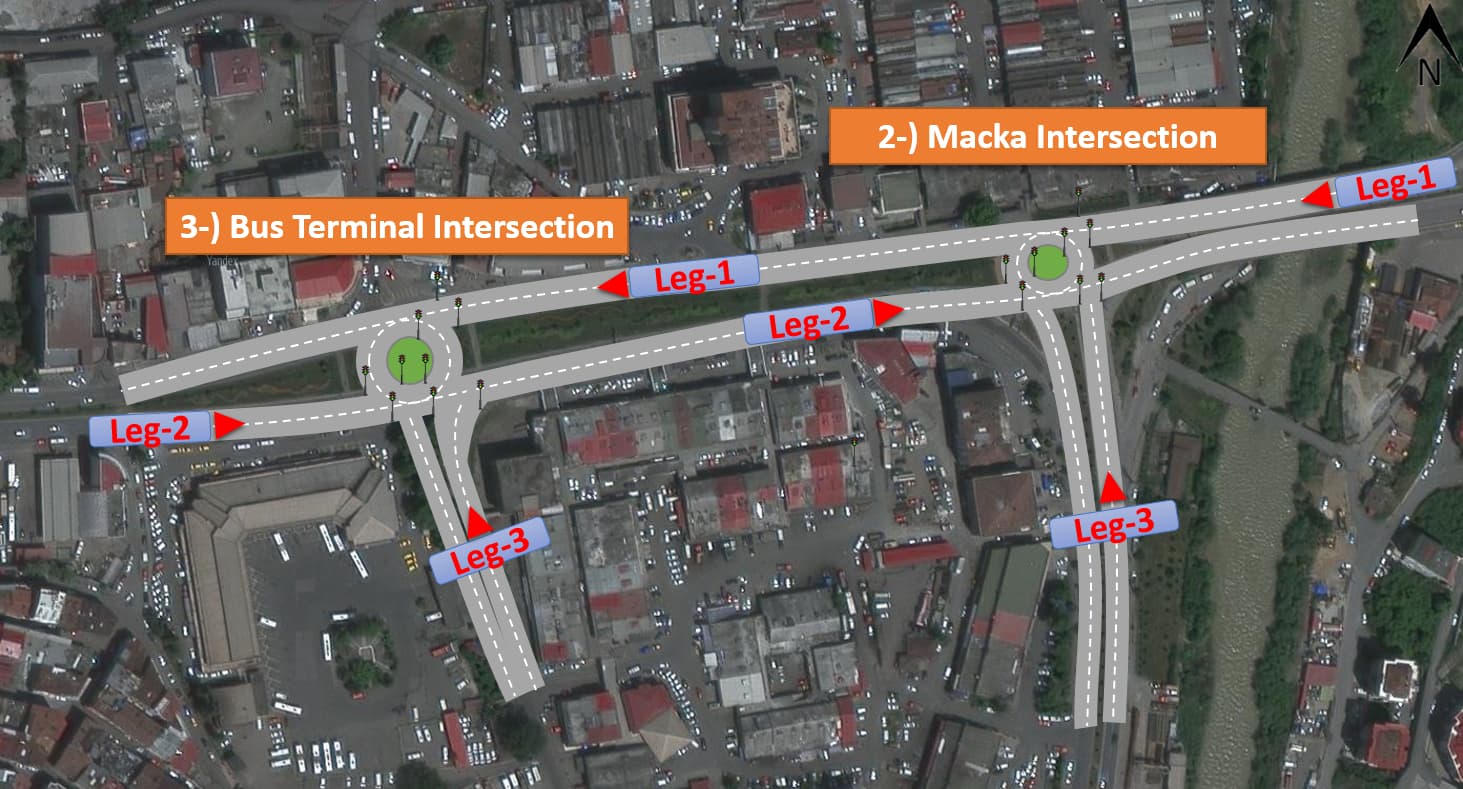 N
2-) Macka Intersection
Leg-1
3-) Bus Terminal Intersection
Yandex
Leg-1
Leg-2
Leg-2
Leg-3
Leg-3